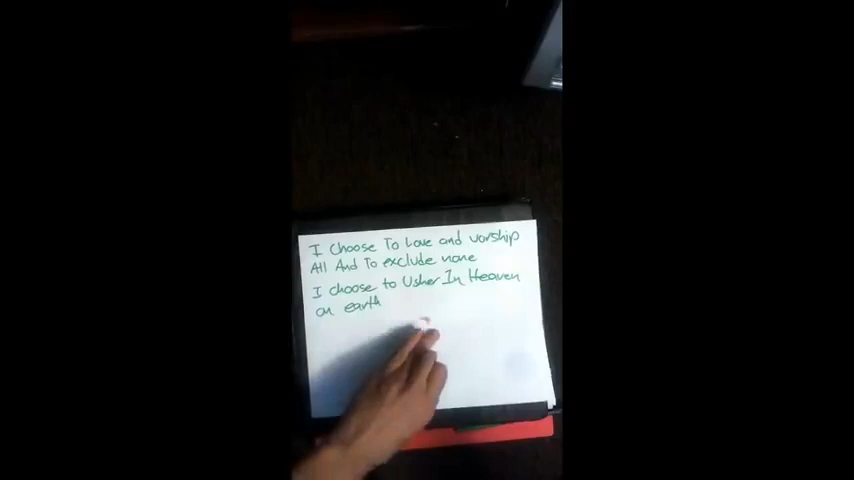 I choose To Love and worship
All And To exclude none
I choose to Usher In Heaven
on earth